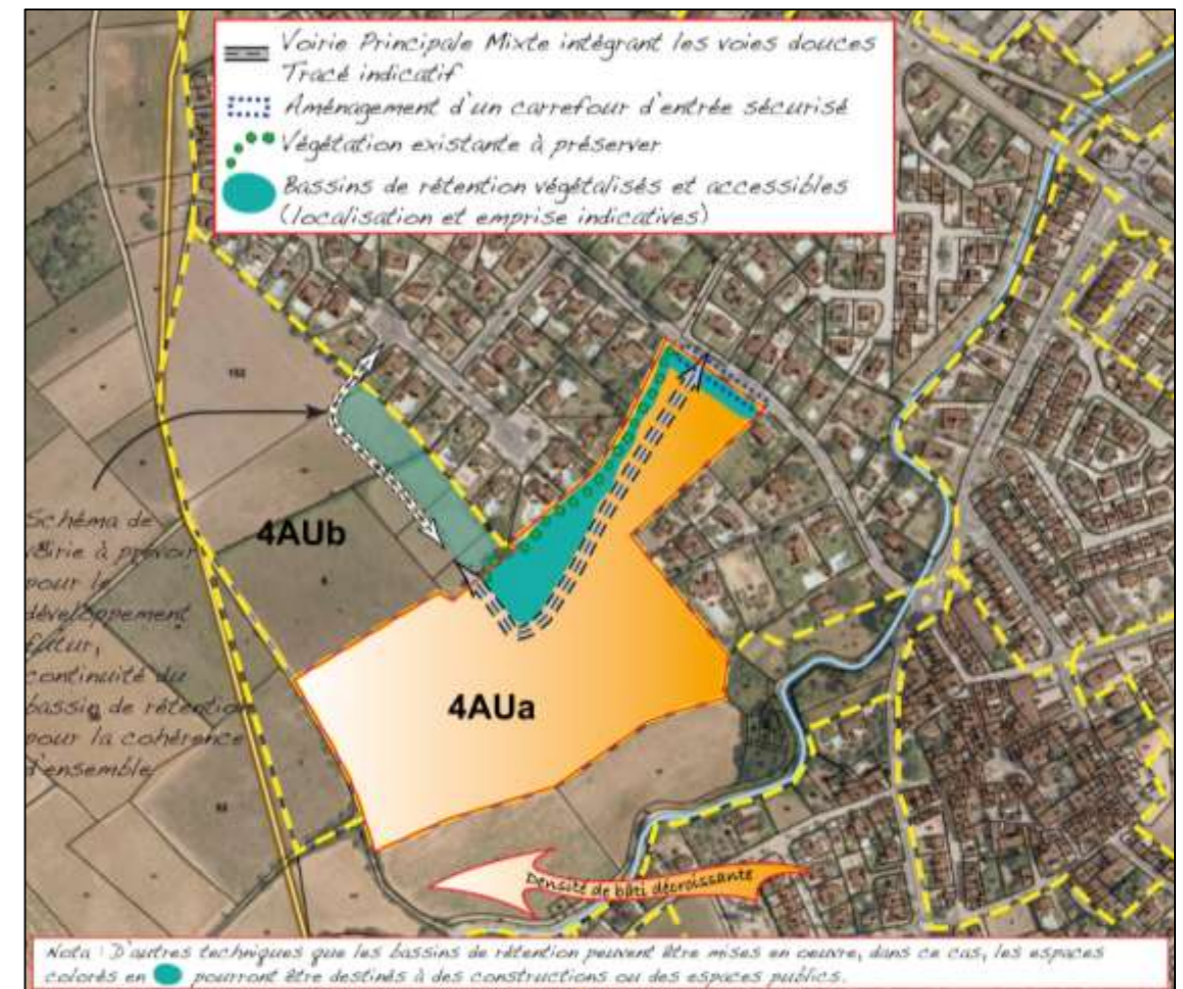 Voirie Principale Mixte intégrant les voies douces
Tracé indicatif
Aménagement d'un carrefour d'entrée sécurisé
Végétation existante à préserver
Bassins de rétention végétalisés et accessibles
(localisation et emprise indicatives)
152
4AUb
Schéma de
voirie à prévoir
pour le
développement
futur,
continuité du
bassin de rétention
pour la cohérence
d'ensemble
4AUa
Densité de bâti décroissante
Nota : D'autres techniques que les bassins de rétention peuvent être mises en oeuvre, dans ce cas, les espaces
colorés en pourront être destinés à des constructions ou des espaces publics.